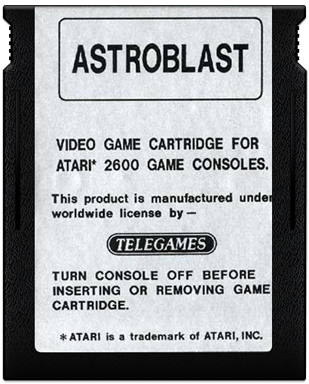 ASTROBLAST
VIDEO GAME CARTRIDGE FOR
ATARI* 2600 GAME CONSOLES.
This product is manufactured under
worldwide license by —
TELEGAMES
TURN CONSOLE OFF BEFORE
INSERTING OR REMOVING GAME
CARTRIDGE.
* ATARI is a trademark of ATARI, INC.